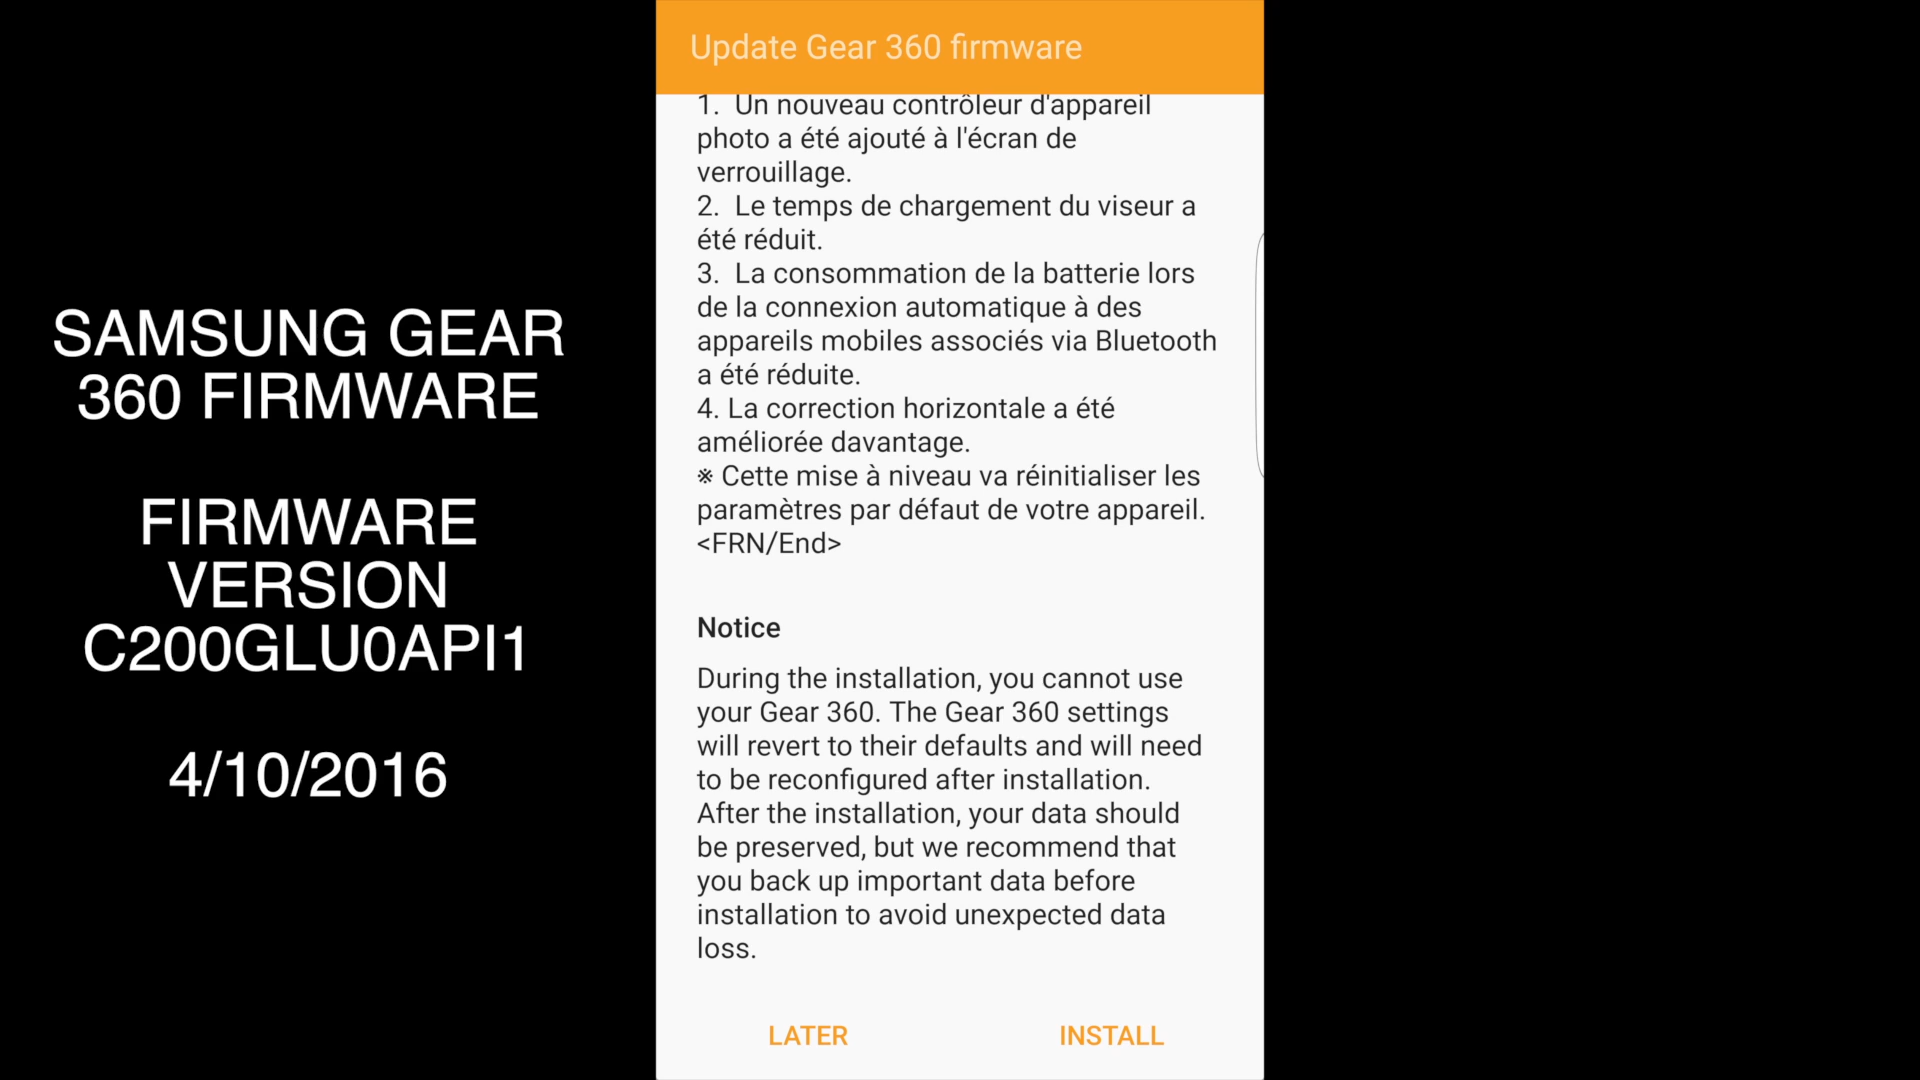 SAMSUNG GEAR
360 FIRMWARE
FIRMWARE
VERSION
C200GLU0API1
4/10/2016
Update Gear 360 firmware
1.  Un nouveau contrôleur d'appareil
photo a été ajouté à l'écran de
verrouillage.
2.  Le temps de chargement du viseur a
été réduit.
3.  La consommation de la batterie lors
de la connexion automatique à des
appareils mobiles associés via Bluetooth
a été réduite.
4. La correction horizontale a été
améliorée davantage.
※ Cette mise à niveau va réinitialiser les
paramètres par défaut de votre appareil.
<FRN/End>
Notice
During the installation, you cannot use
your Gear 360. The Gear 360 settings
will revert to their defaults and will need
to be reconfigured after installation.
After the installation, your data should
be preserved, but we recommend that
you back up important data before
installation to avoid unexpected data
loss.
LATER
INSTALL